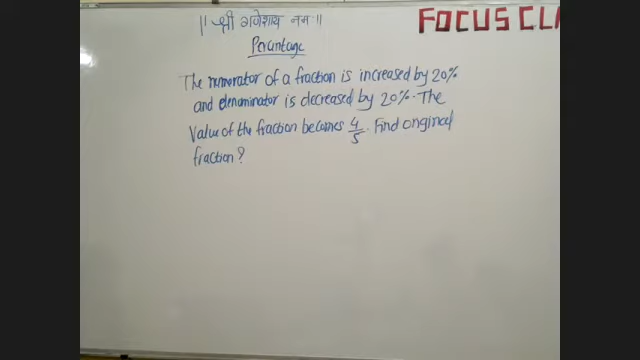 || श्री गणेशाय नमः ||
FOCUS CLA
Percentage
The numerator of a fraction is increased by 20%
and denominator is decreased by 20%. The
Value of the fraction becomes 4/5. Find original
fraction?